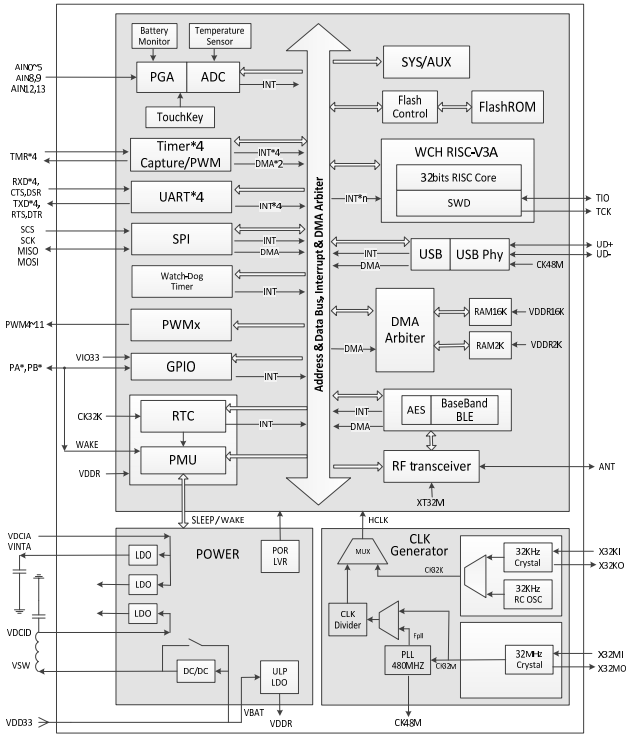 Battery
Monitor
Temperature
Sensor
AIN0~5
AIN8,9
AIN12,13
PGA
ADC
INT
TouchKey
SYS/AUX
Flash
Control
FlashROM
Timer*4
Capture/PWM
TMR*4
INT*4
DMA*2
WCH RISC-V3A
32bits RISC Core
SWD
INT*n
TIO
TCK
RXD*4,
CTS,DSR
TXD*4,
RTS,DTR
UART*4
INT*4
SCS
SCK
MISO
MOSI
SPI
INT
DMA
USB
USB Phy
INT
DMA
UD+
UD-
CK48M
Watch-Dog
Timer
INT
Address & Data Bus, Interrupt & DMA Arbiter
PWM4~11
PWMx
DMA
Arbiter
DMA
RAM16K
VDDR16K
RAM2K
VDDR2K
VIO33
PA*,PB*
GPIO
INT
CK32K
RTC
INT
AES
BaseBand
BLE
INT
DMA
WAKE
PMU
VDDR
RF transceiver
ANT
XT32M
SLEEP/WAKE
HCLK
VDCIA
VINTA
LDO
POWER
POR
LVR
LDO
LDO
VDCID
VSW
DC/DC
ULP
LDO
VBAT
VDDR
VDD33
CLK
Generator
MUX
CK32K
32KHz
Crystal
X32KI
X32KO
32KHz
RC OSC
CLK
Divider
Fpll
PLL
480MHZ
CK32M
32MHz
Crystal
X32MI
X32MO
CK48M